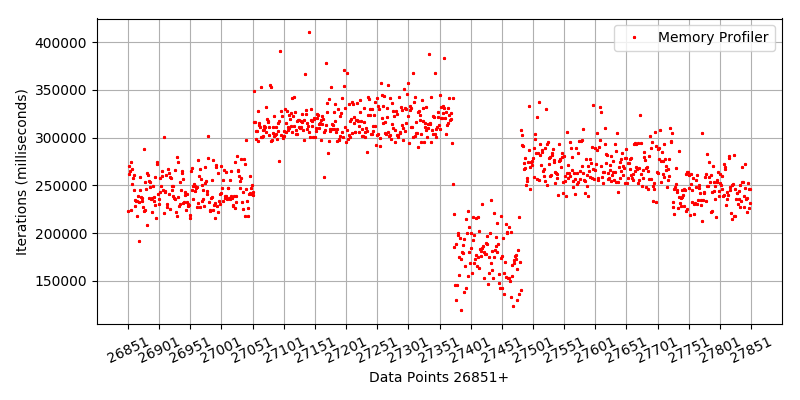 Memory Profiler
400000
350000
300000
250000
200000
150000
Iterations (milliseconds)
26851 26901 26951 27001 27051 27101 27151 27201 27251 27301 27351 27401 27451 27501 27551 27601 27651 27701 27751 27801 27851
Data Points 26851+